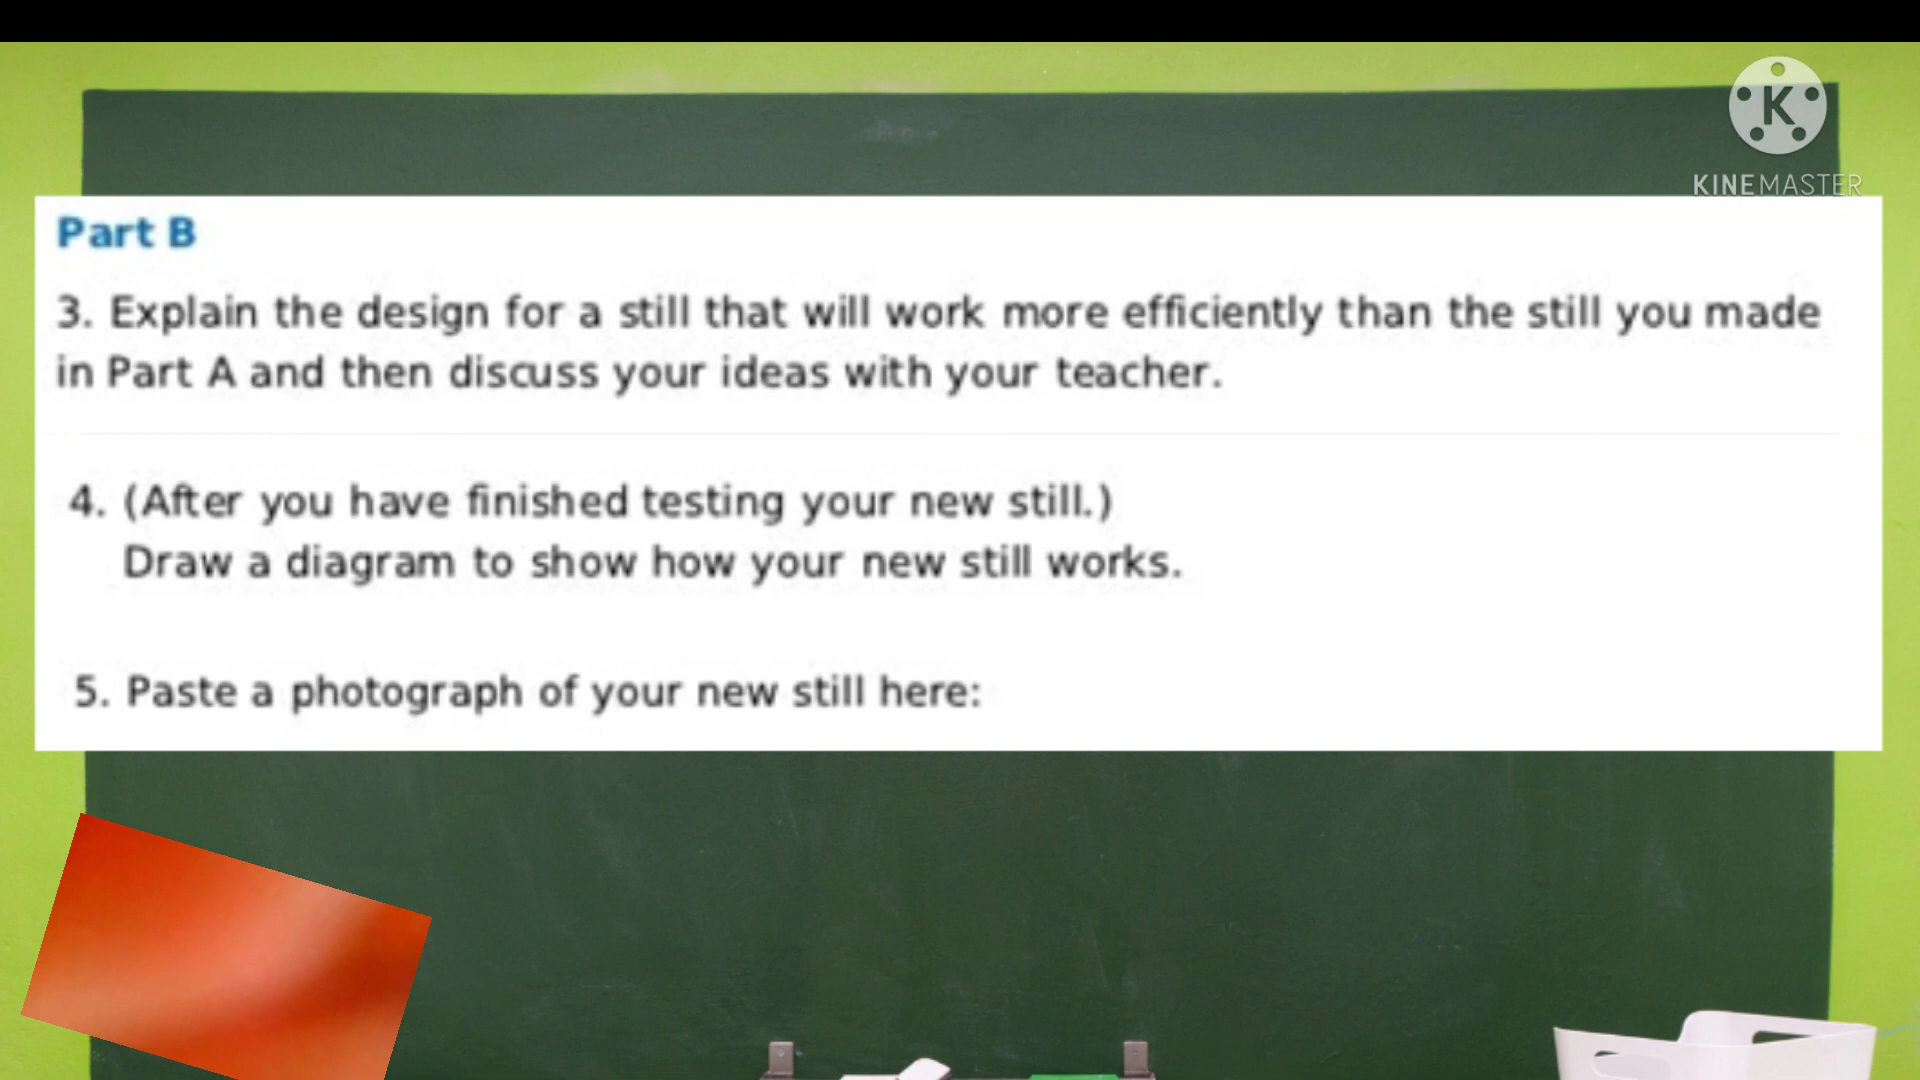 K
KINEMASTER
Part B
3. Explain the design for a still that will work more efficiently than the still you made
in Part A and then discuss your ideas with your teacher.
4. (After you have finished testing your new still.)
Draw a diagram to show how your new still works.
5. Paste a photograph of your new still here: